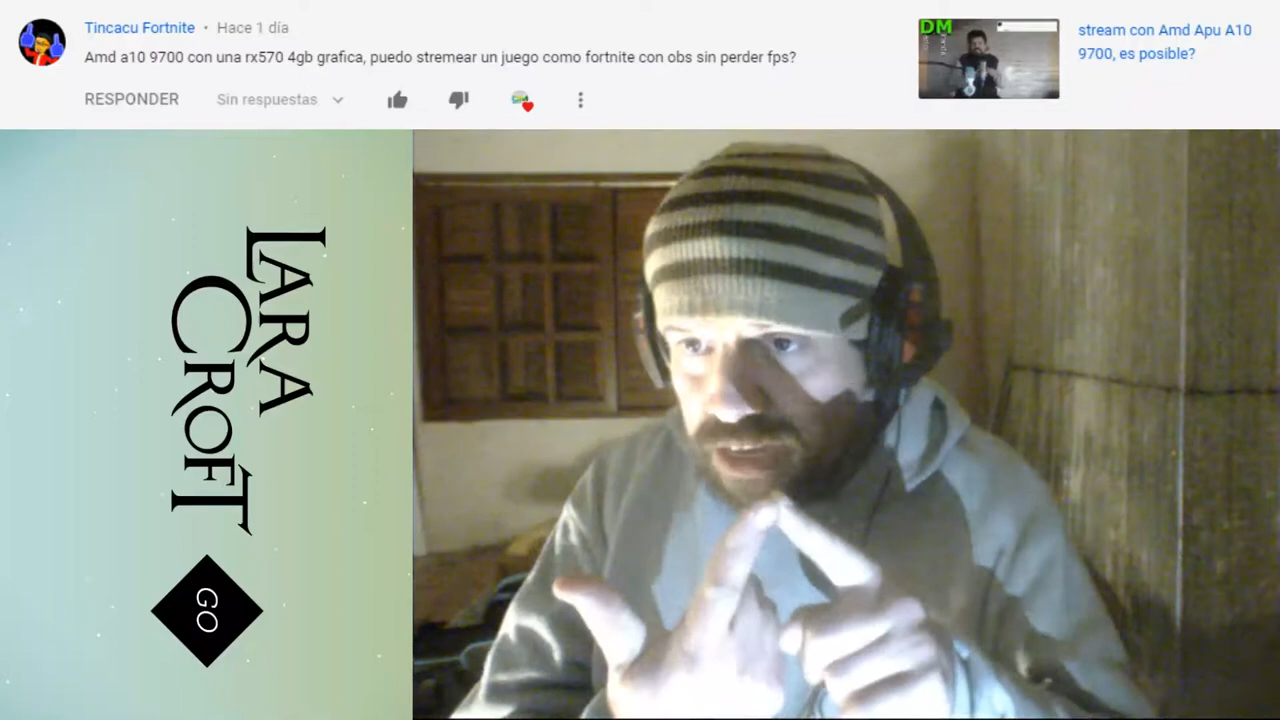 Tincacu Fortnite • Hace 1 día
Amd a10 9700 con una rx570 4gb grafica, puedo stremear un juego como fortnite con obs sin perder fps?
RESPONDER Sin respuestas
DM
stream con Amd Apu A10
9700, es posible?
LARA
CROFT
GO